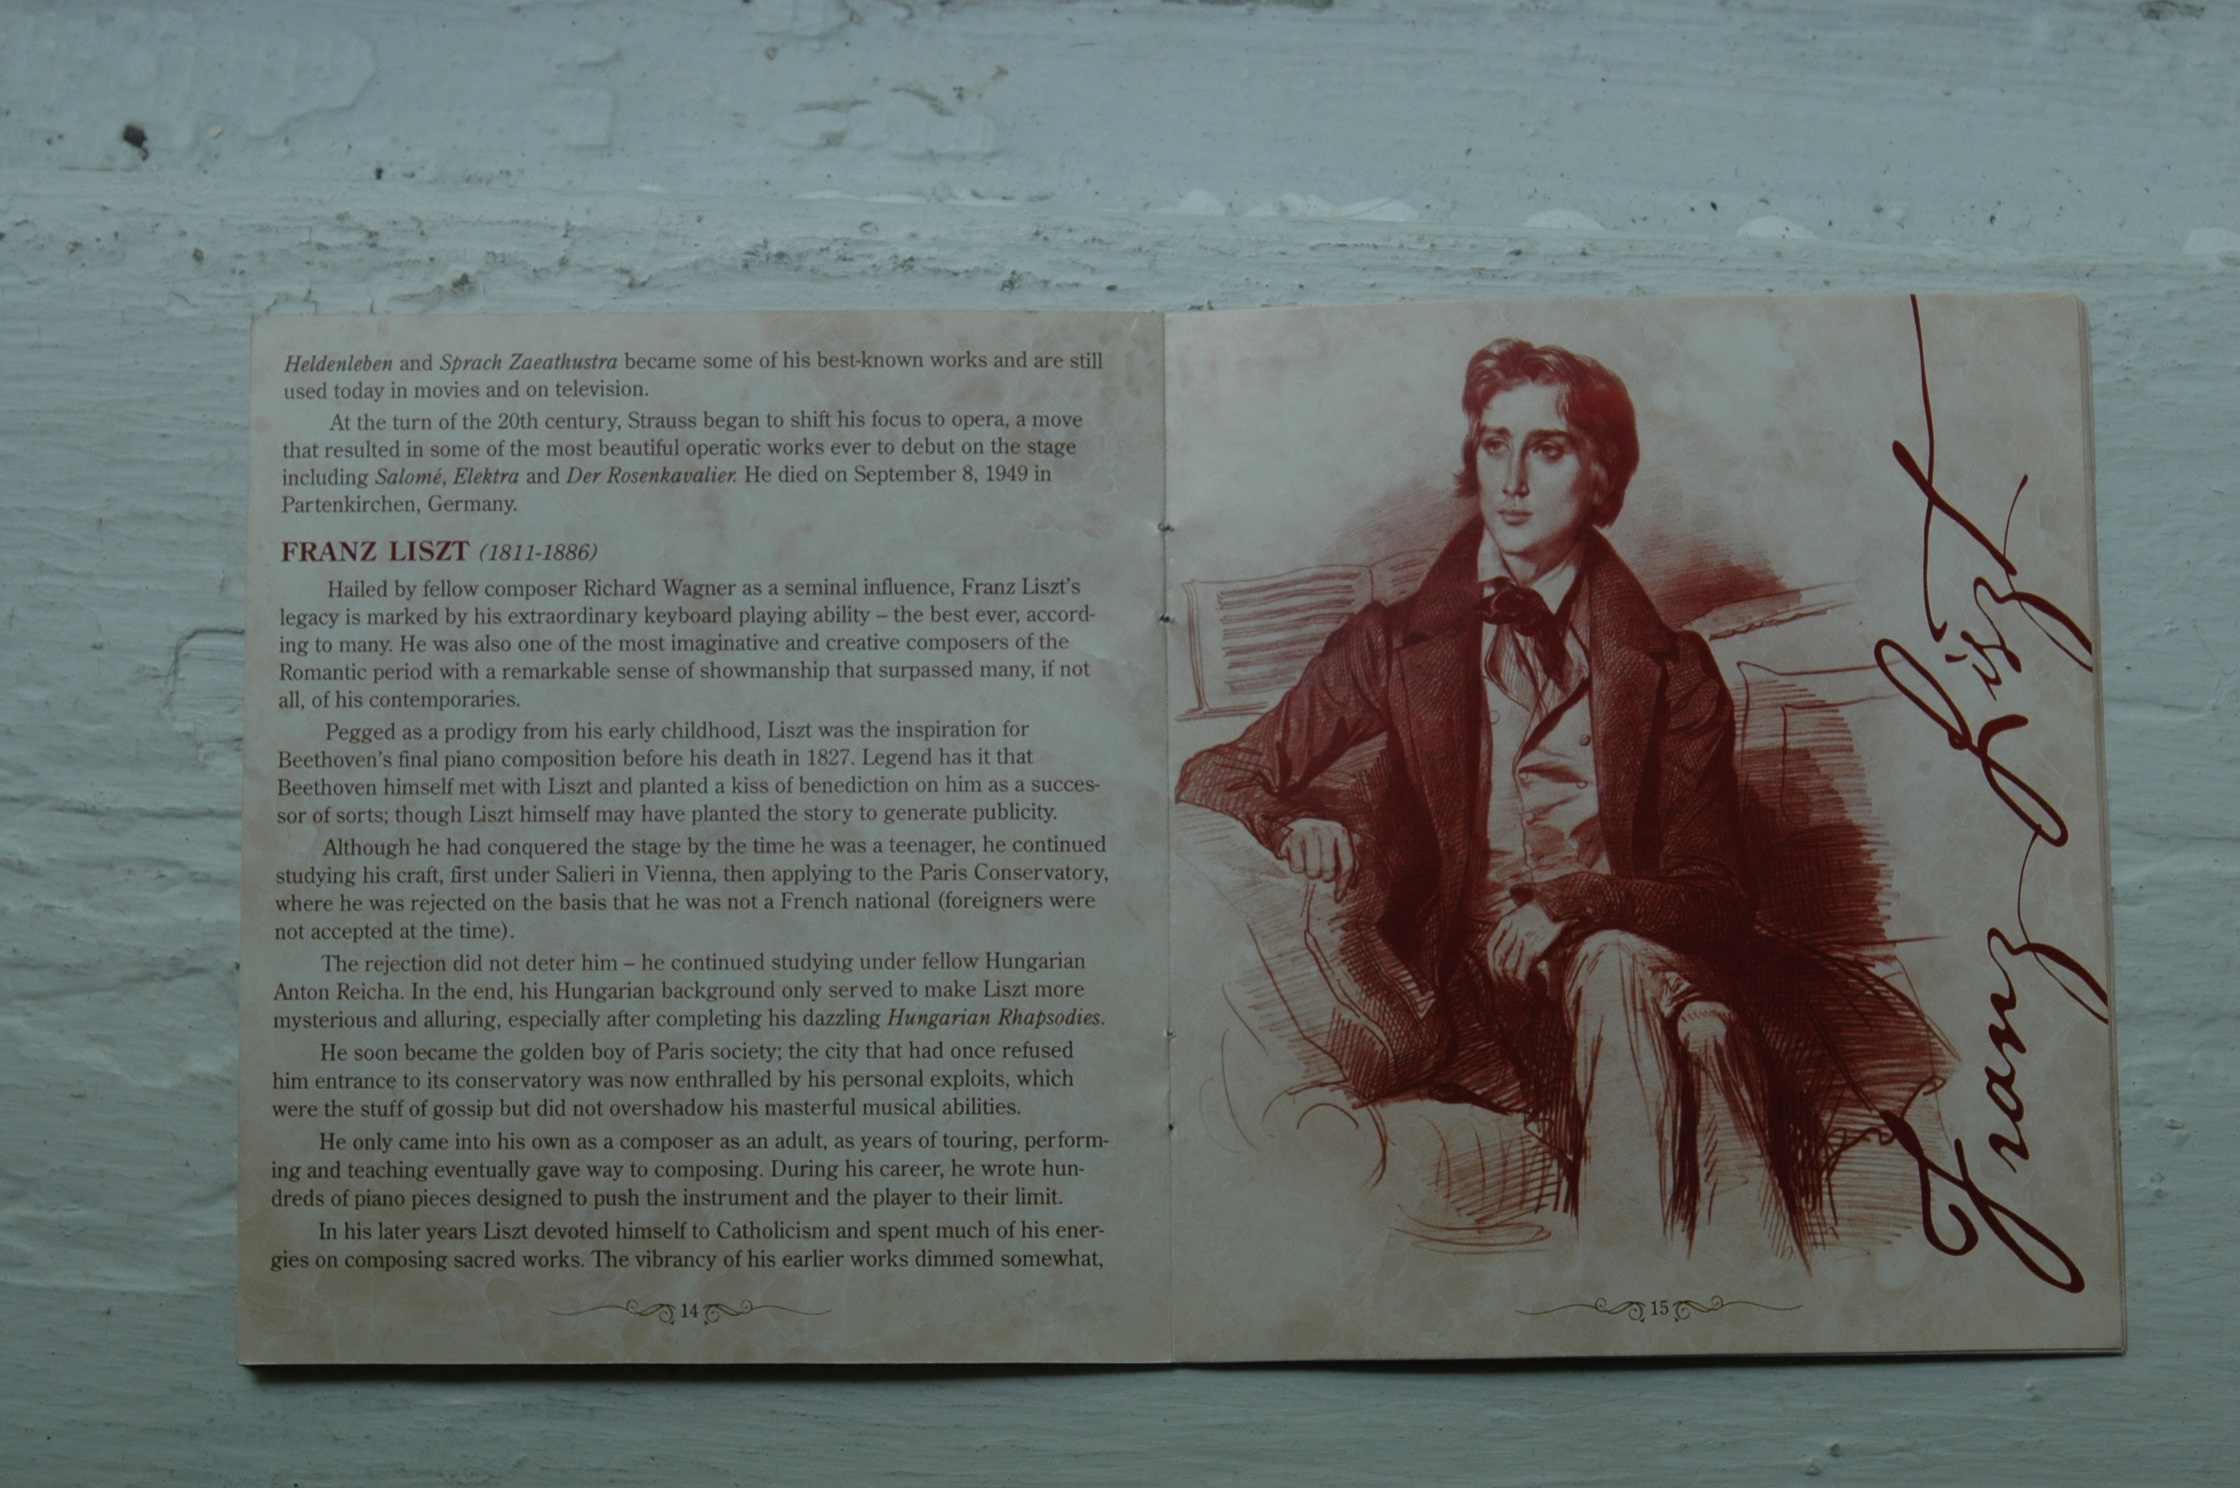 Heldenleben and Sprach Zaeathustra became some of his best-known works and are still
used today in movies and on television.
At the turn of the 20th century, Strauss began to shift his focus to opera, a move
that resulted in some of the most beautiful operatic works ever to debut on the stage
including Salomé, Elektra and Der Rosenkavalier. He died on September 8, 1949 in
Partenkirchen, Germany.
FRANZ LISZT (1811-1886)
Hailed by fellow composer Richard Wagner as a seminal influence, Franz Liszt's
legacy is marked by his extraordinary keyboard playing ability – the best ever, accord-
ing to many. He was also one of the most imaginative and creative composers of the
Romantic period with a remarkable sense of showmanship that surpassed many, if not
all, of his contemporaries.
Pegged as a prodigy from his early childhood, Liszt was the inspiration for
Beethoven's final piano composition before his death in 1827. Legend has it that
Beethoven himself met with Liszt and planted a kiss of benediction on him as a succes-
sor of sorts; though Liszt himself may have planted the story to generate publicity.
Although he had conquered the stage by the time he was a teenager, he continued
studying his craft, first under Salieri in Vienna, then applying to the Paris Conservatory,
where he was rejected on the basis that he was not a French national (foreigners were
not accepted at the time).
The rejection did not deter him – he continued studying under fellow Hungarian
Anton Reicha. In the end, his Hungarian background only served to make Liszt more
mysterious and alluring, especially after completing his dazzling Hungarian Rhapsodies.
He soon became the golden boy of Paris society; the city that had once refused
him entrance to its conservatory was now enthralled by his personal exploits, which
were the stuff of gossip but did not overshadow his masterful musical abilities.
He only came into his own as a composer as an adult, as years of touring, perform-
ing and teaching eventually gave way to composing. During his career, he wrote hun-
dreds of piano pieces designed to push the instrument and the player to their limit.
In his later years Liszt devoted himself to Catholicism and spent much of his ener-
gies on composing sacred works. The vibrancy of his earlier works dimmed somewhat,
14
Franz Liszt
15